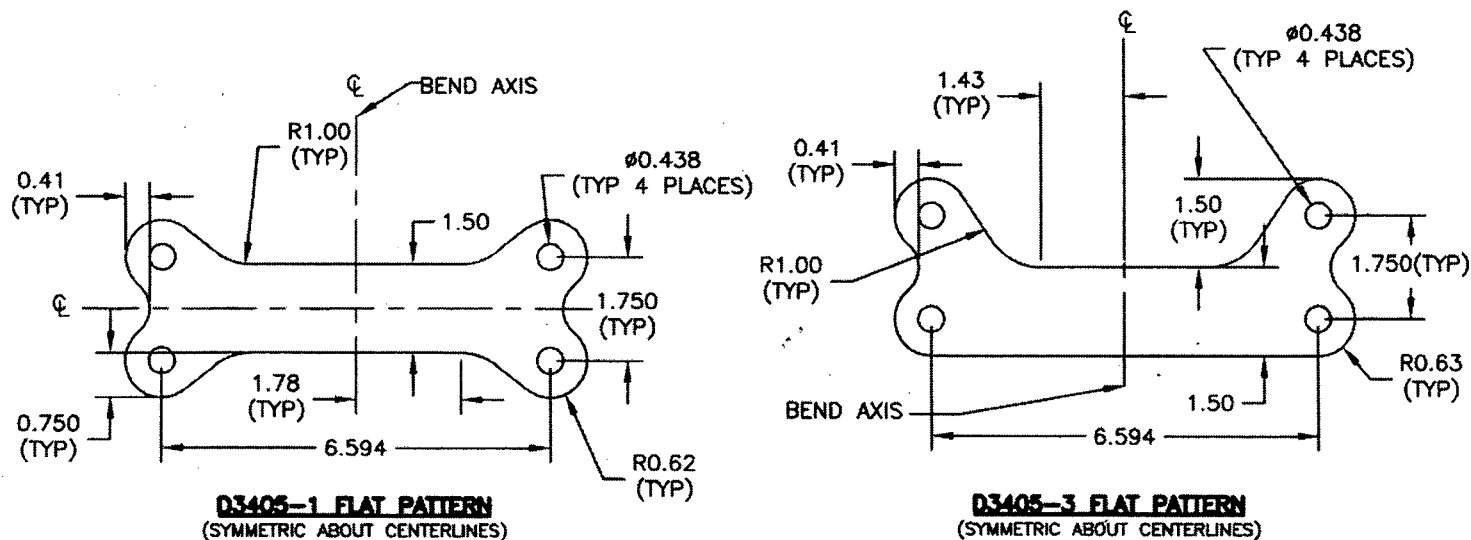 ℄
BEND AXIS
R1.00
(TYP)
0.41
(TYP)
ø0.438
(TYP 4 PLACES)
1.50
℄
1.750
(TYP)
1.78
(TYP)
0.750
(TYP)
6.594
R0.62
(TYP)
D3405-1 FLAT PATTERN
(SYMMETRIC ABOUT CENTERLINES)
℄
ø0.438
(TYP 4 PLACES)
1.43
(TYP)
0.41
(TYP)
1.50
(TYP)
R1.00
(TYP)
1.750(TYP)
R0.63
(TYP)
BEND AXIS
1.50
6.594
D3405-3 FLAT PATTERN
(SYMMETRIC ABOUT CENTERLINES)